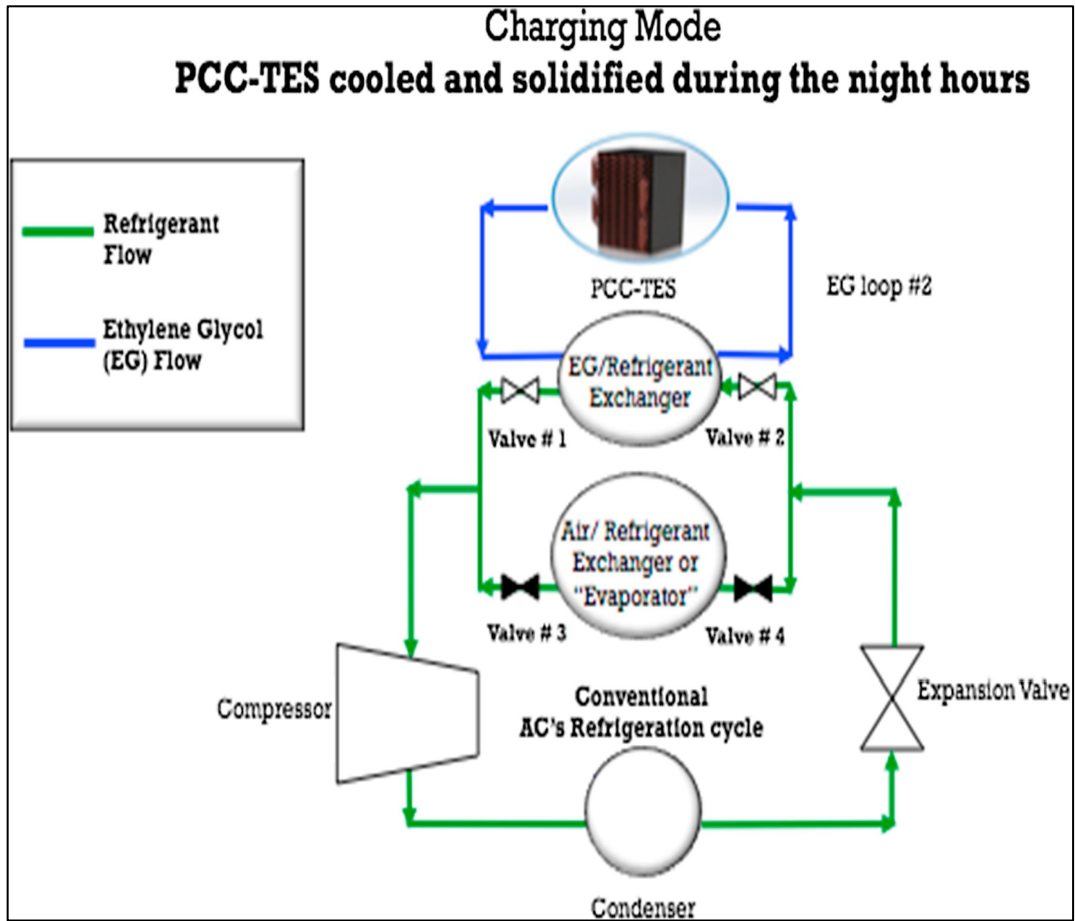 Charging Mode
PCC-TES cooled and solidified during the night hours
Refrigerant
Flow
Ethylene Glycol
(EG) Flow
PCC-TES
EG loop #2
EG/Refrigerant
Exchanger
Valve # 1
Valve # 2
Air/ Refrigerant
Exchanger or
"Evaporator"
Valve # 3
Valve # 4
Compressor
Conventional
AC's Refrigeration cycle
Expansion Valve
Condenser